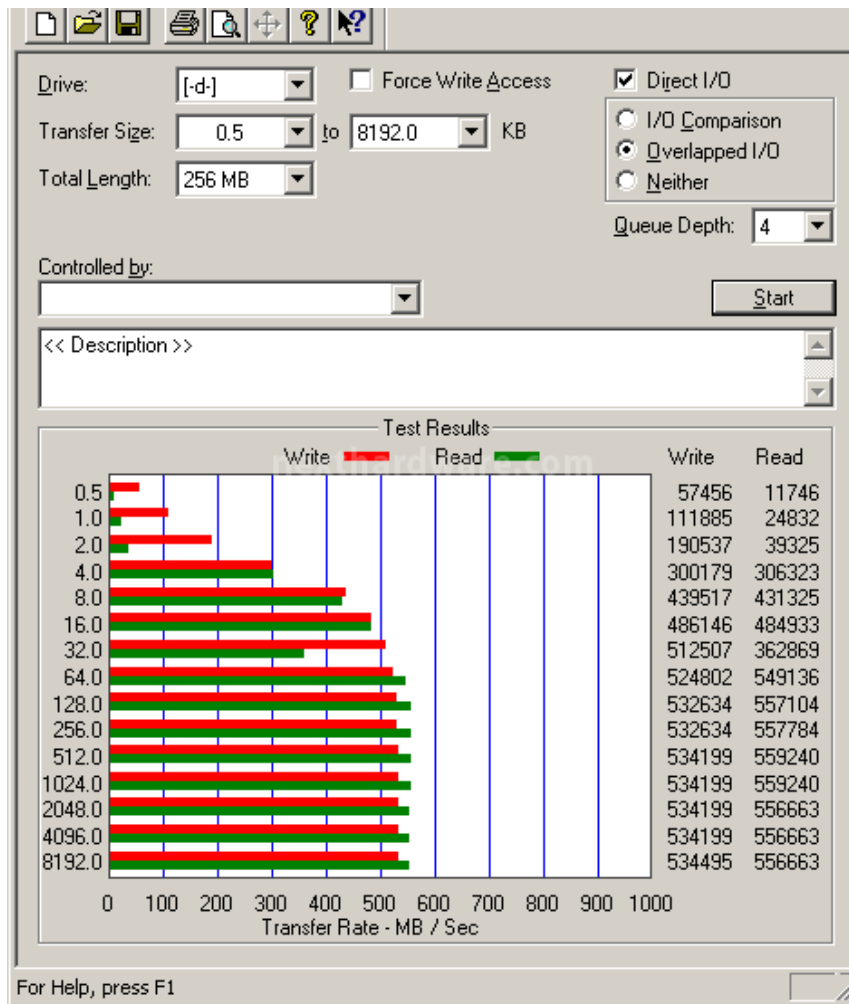 Drive: [-d-] Force Write Access Direct I/O
Transfer Size: 0.5 to 8192.0 KB I/O Comparison
Overlapped I/O
Total Length: 256 MB Neither
Queue Depth: 4
Controlled by:
Start
<< Description >>
Test Results
Write Read Write Read
nexthardware.com
0.5 57456 11746
1.0 111885 24832
2.0 190537 39325
4.0 300179 306323
8.0 439517 431325
16.0 486146 484933
32.0 512507 362869
64.0 524802 549136
128.0 532634 557104
256.0 532634 557784
512.0 534199 559240
1024.0 534199 559240
2048.0 534199 556663
4096.0 534199 556663
8192.0 534495 556663
0 100 200 300 400 500 600 700 800 900 1000
Transfer Rate - MB / Sec
For Help, press F1